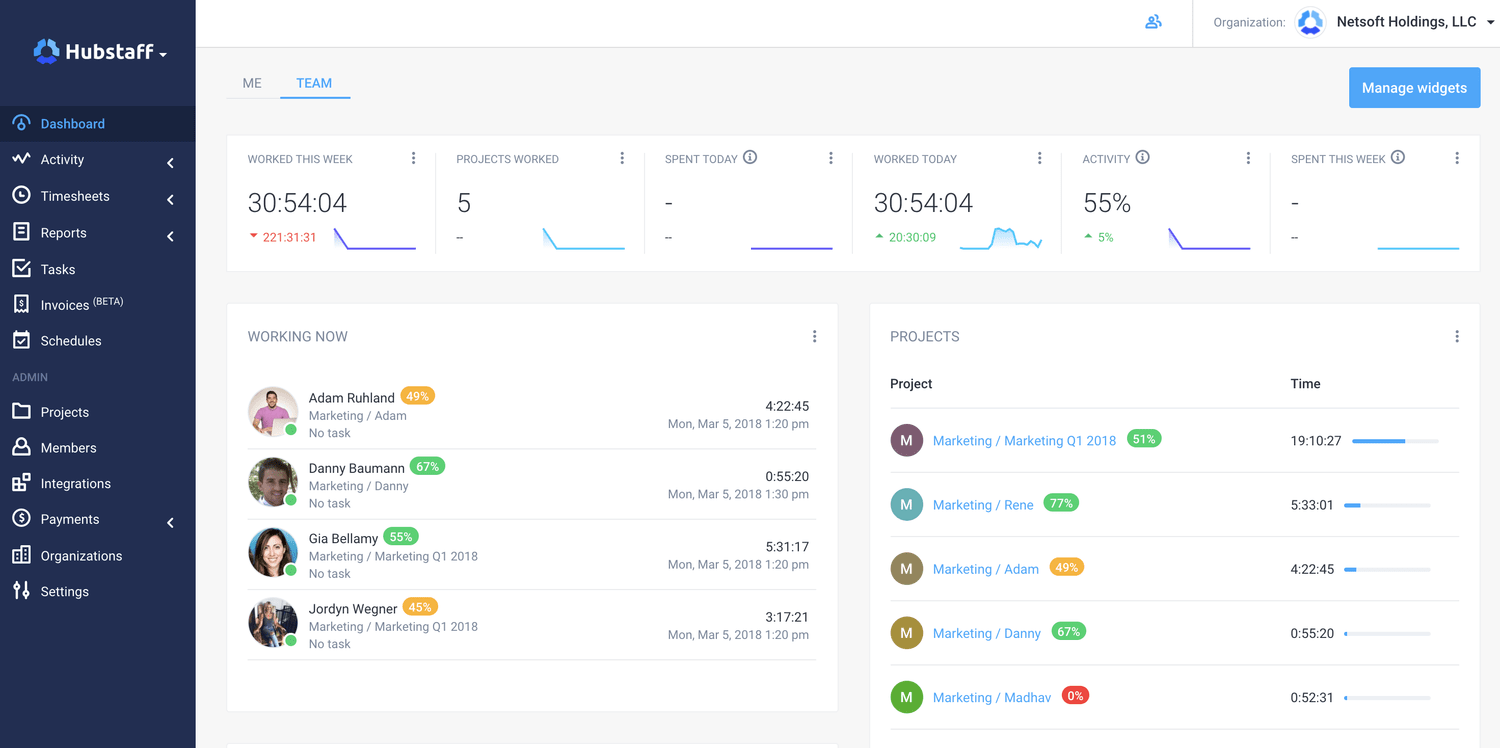 Hubstaff
Organization: Netsoft Holdings, LLC
Dashboard
Activity
Timesheets
Reports
Tasks
Invoices (BETA)
Schedules
ADMIN
Projects
Members
Integrations
Payments
Organizations
Settings
ME TEAM
Manage widgets
WORKED THIS WEEK
30:54:04
221:31:31
PROJECTS WORKED
5
--
SPENT TODAY
-
--
WORKED TODAY
30:54:04
20:30:09
ACTIVITY
55%
5%
SPENT THIS WEEK
-
--
WORKING NOW
Adam Ruhland 49%
Marketing / Adam
No task
4:22:45
Mon, Mar 5, 2018 1:20 pm
Danny Baumann 67%
Marketing / Danny
No task
0:55:20
Mon, Mar 5, 2018 1:30 pm
Gia Bellamy 55%
Marketing / Marketing Q1 2018
No task
5:31:17
Mon, Mar 5, 2018 1:20 pm
Jordyn Wegner 45%
Marketing / Marketing Q1 2018
No task
3:17:21
Mon, Mar 5, 2018 1:20 pm
PROJECTS
Project Time
M Marketing / Marketing Q1 2018 51% 19:10:27
M Marketing / Rene 77% 5:33:01
M Marketing / Adam 49% 4:22:45
M Marketing / Danny 67% 0:55:20
M Marketing / Madhav 0% 0:52:31